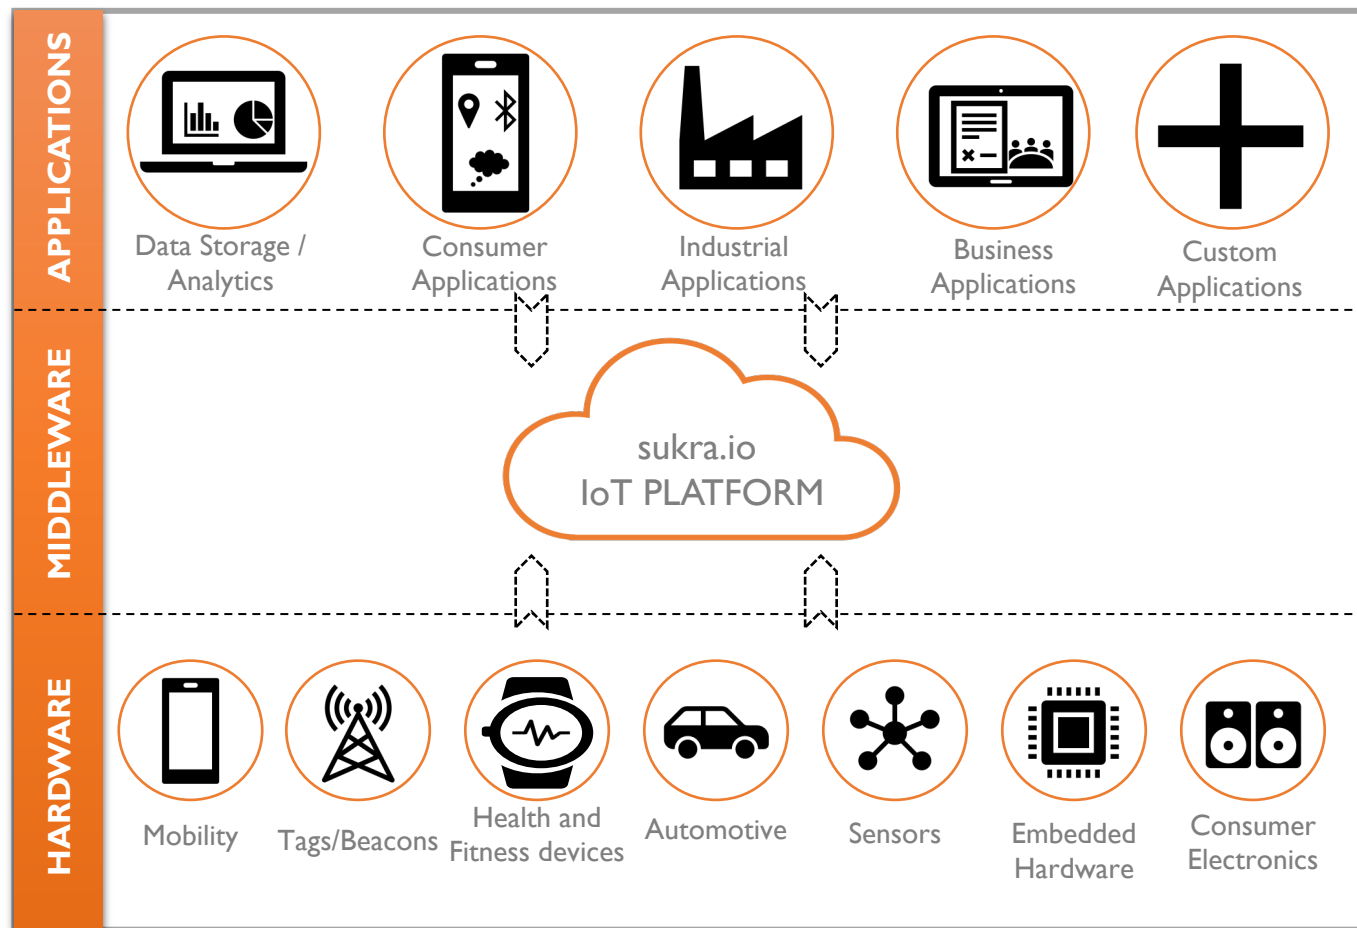 APPLICATIONS
Data Storage /
Analytics
Consumer
Applications
Industrial
Applications
Business
Applications
Custom
Applications
MIDDLEWARE
sukra.io
IoT PLATFORM
HARDWARE
Mobility
Tags/Beacons
Health and
Fitness devices
Automotive
Sensors
Embedded
Hardware
Consumer
Electronics